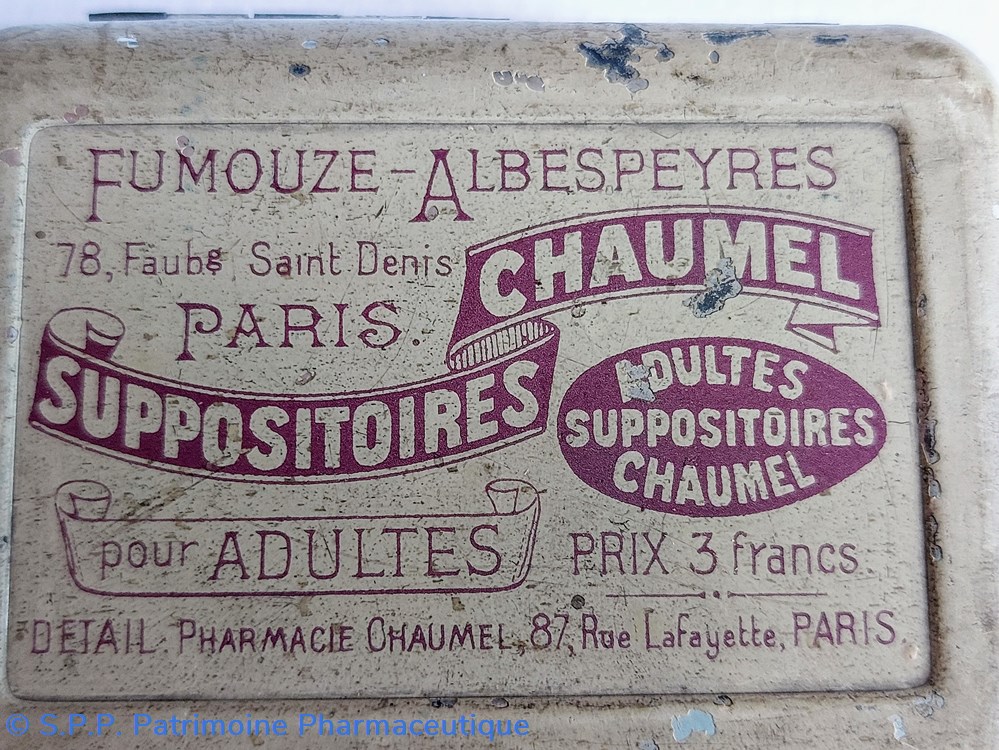 FUMOUZE-ALBESPEYRES
78, Faubg Saint Denis
PARIS.
SUPPOSITOIRES
CHAUMEL
ADULTES
SUPPOSITOIRES
CHAUMEL
pour ADULTES
PRIX 3 francs.
DETAIL. PHARMACIE CHAUMEL, 87, Rue LaFayette, PARIS.
© S.P.P. Patrimoine Pharmaceutique